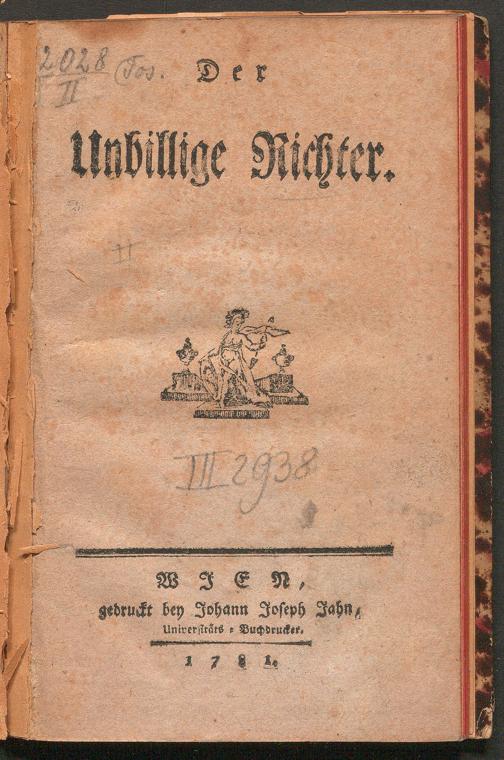 2028
II
Jos.
Der
Unbillige Richter.
II
III 2938
WIEN,
gedruckt bey Johann Joseph Jahn,
Universitäts = Buchdrucker.
1781.